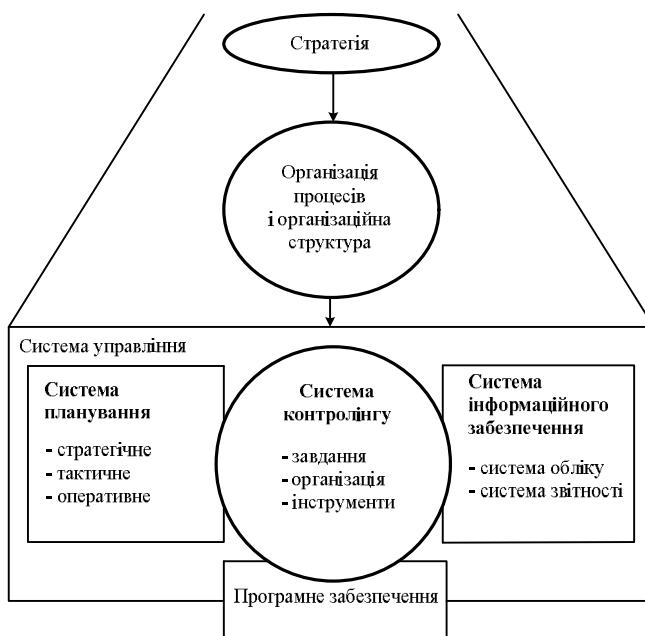 Стратегія
Організація
процесів
і організаційна
структура
Система управління
Система
планування
- стратегічне
- тактичне
- оперативне
Система
контролінгу
- завдання
- організація
- інструменти
Система
інформаційного
забезпечення
- система обліку
- система звітності
Програмне забезпечення